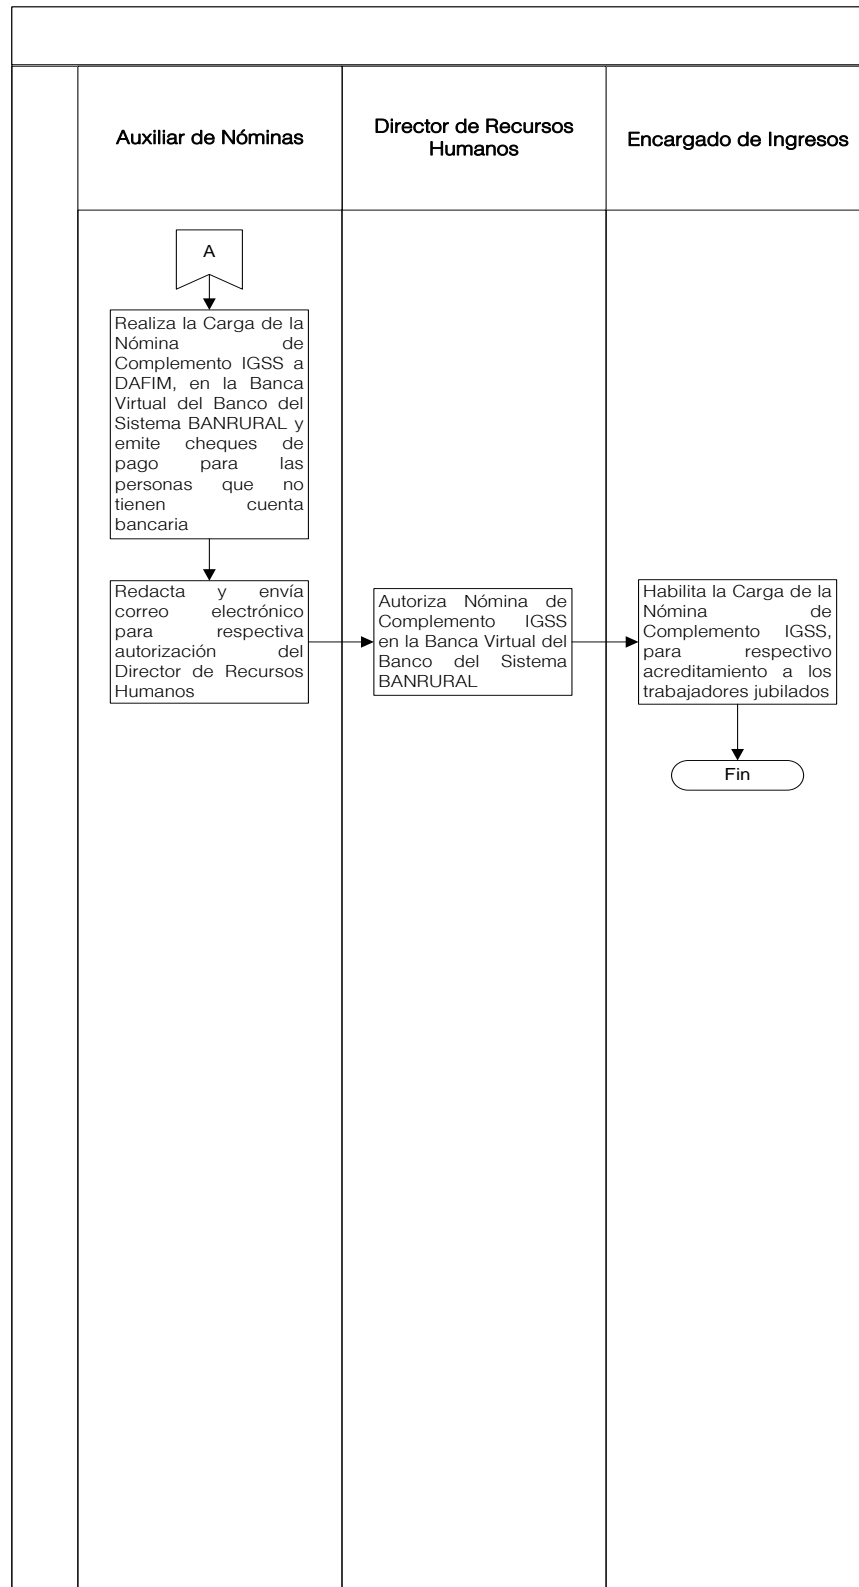 Auxiliar de Nóminas
Director de Recursos
Humanos
Encargado de Ingresos
A
Realiza la Carga de la
Nómina de
Complemento IGSS a
DAFIM, en la Banca
Virtual del Banco del
Sistema BANRURAL y
emite cheques de
pago para las
personas que no
tienen cuenta
bancaria
Redacta y envía
correo electrónico
para respectiva
autorización del
Director de Recursos
Humanos
Autoriza Nómina de
Complemento IGSS
en la Banca Virtual del
Banco del Sistema
BANRURAL
Habilita la Carga de la
Nómina de
Complemento IGSS,
para respectivo
acreditamiento a los
trabajadores jubilados
Fin